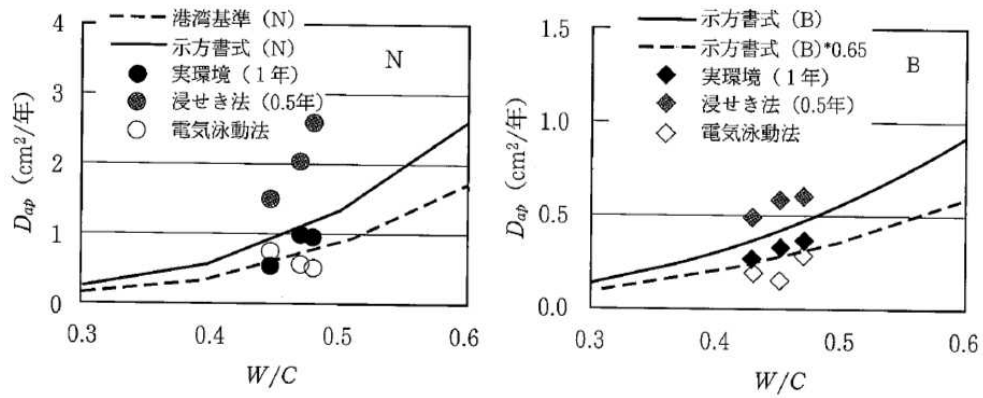 港湾基準（N）
示方書式（N）
実環境（1年）
浸せき法（0.5年）
電気泳動法
N
4
3
2
1
0
0.3 0.4 0.5 0.6
D_ap（cm²/年）
W/C
示方書式（B）
示方書式（B）*0.65
実環境（1年）
浸せき法（0.5年）
電気泳動法
B
1.5
1.0
0.5
0.0
0.3 0.4 0.5 0.6
D_ap（cm²/年）
W/C